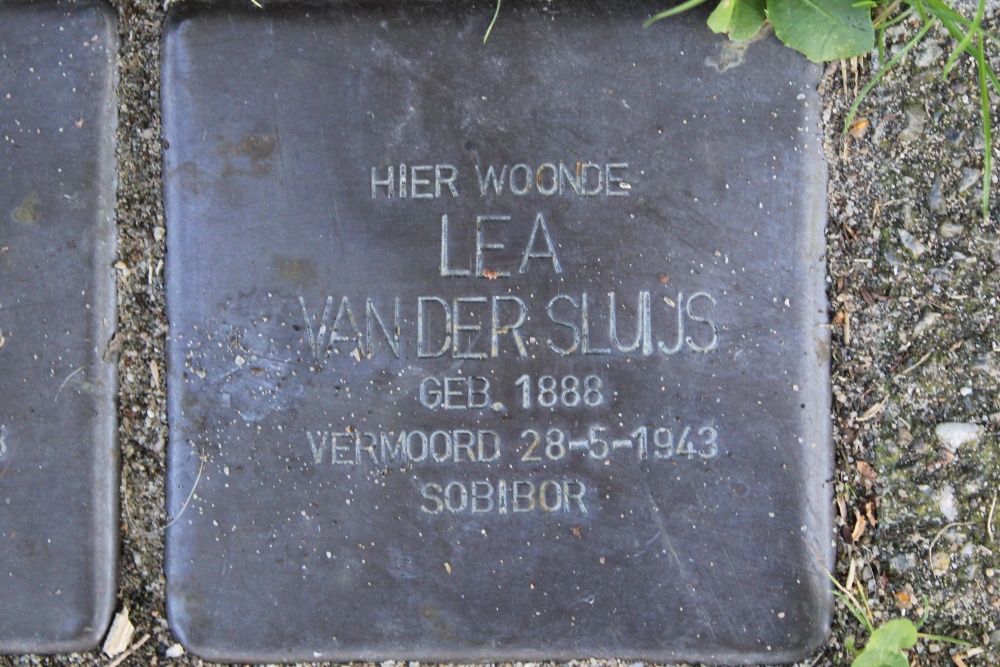 HIER WOONDE
LEA
VAN DER SLUIJS
GEB. 1888
VERMOORD 28-5-1943
SOBIBOR